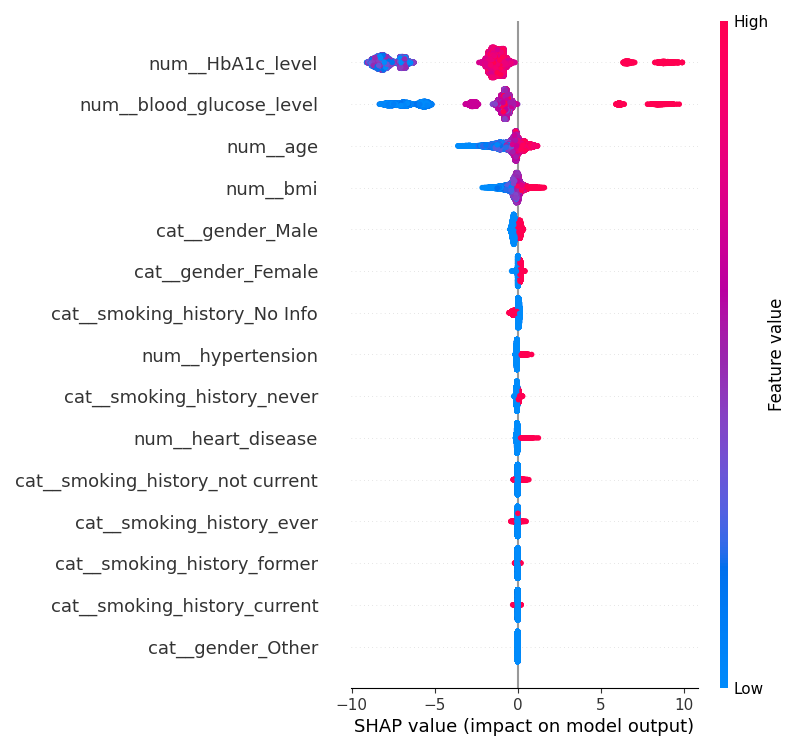 High
num__HbA1c_level
num__blood_glucose_level
num__age
num__bmi
cat__gender_Male
cat__gender_Female
cat__smoking_history_No Info
num__hypertension
cat__smoking_history_never
num__heart_disease
cat__smoking_history_not current
cat__smoking_history_ever
cat__smoking_history_former
cat__smoking_history_current
cat__gender_Other
Feature value
Low
−10 −5 0 5 10
SHAP value (impact on model output)